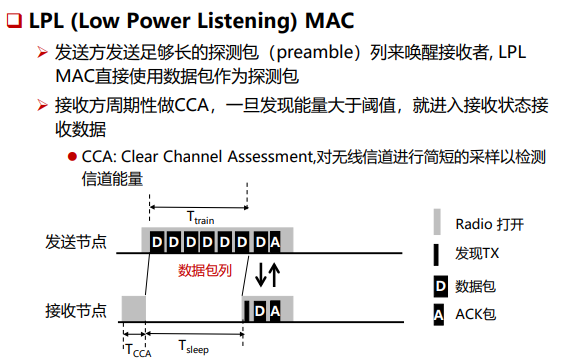 LPL (Low Power Listening) MAC
发送方发送足够长的探测包（preamble）列来唤醒接收者, LPL
MAC直接使用数据包作为探测包
接收方周期性做CCA，一旦发现能量大于阈值，就进入接收状态接
收数据
CCA: Clear Channel Assessment,对无线信道进行简短的采样以检测
信道能量
Ttrain
发送节点
D D D D D D D A
数据包列
接收节点
D A
TCCA
Tsleep
Radio 打开
发现TX
D 数据包
A ACK包